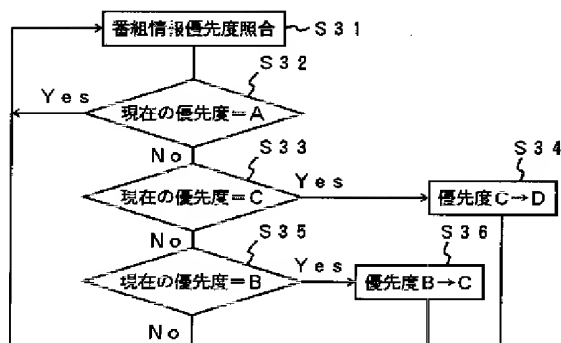 番組情報優先度照合
S31
S32
Yes
現在の優先度=A
No
S33
S34
Yes
現在の優先度=C
優先度C→D
No
S35
S36
Yes
現在の優先度=B
優先度B→C
No